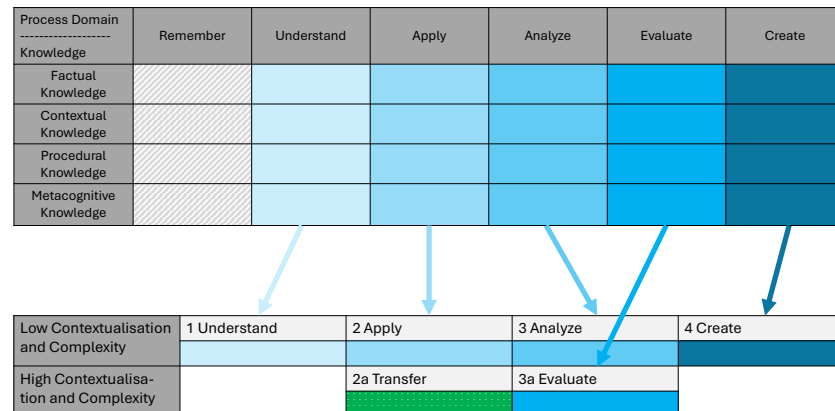 Process Domain
-------------------
Knowledge
Remember
Understand
Apply
Analyze
Evaluate
Create
Factual
Knowledge
Contextual
Knowledge
Procedural
Knowledge
Metacognitive
Knowledge
Low Contextualisation
and Complexity
1 Understand
2 Apply
3 Analyze
4 Create
High Contextualisa-
tion and Complexity
2a Transfer
3a Evaluate